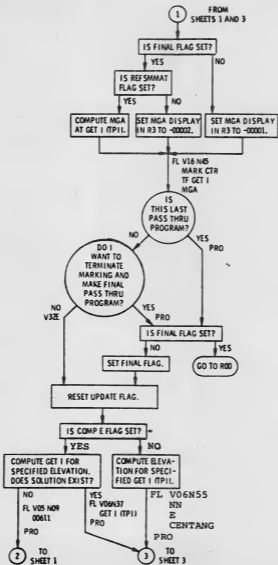 1
FROM
SHEETS 1 AND 3
IS FINAL FLAG SET?
YES
NO
IS REFSMMAT
FLAG SET?
YES
NO
COMPUTE MGA
AT GET I (TPI).
SET MGA DISPLAY
IN R3 TO -00002.
SET MGA DISPLAY
IN R3 TO -00001.
FL V16 N45
MARK CTR
TF GET I
MGA
IS
THIS LAST
PASS THRU
PROGRAM?
NO
YES
PRO
DO I
WANT TO
TERMINATE
MARKING AND
MAKE FINAL
PASS THRU
PROGRAM?
NO
V32E
YES
PRO
IS FINAL FLAG SET?
NO
YES
SET FINAL FLAG.
GO TO R00
RESET UPDATE FLAG.
IS COMP E FLAG SET?
YES
NO
COMPUTE GET I FOR
SPECIFIED ELEVATION.
DOES SOLUTION EXIST?
COMPUTE ELEVA-
TION FOR SPECI-
FIED GET I (TPI).
NO
FL V05 N09
00611
PRO
YES
FL V06N37
GET I (TPI)
PRO
FL V06N55
NN
E
CENTANG
PRO
2
TO
SHEET 1
3
TO
SHEET 3